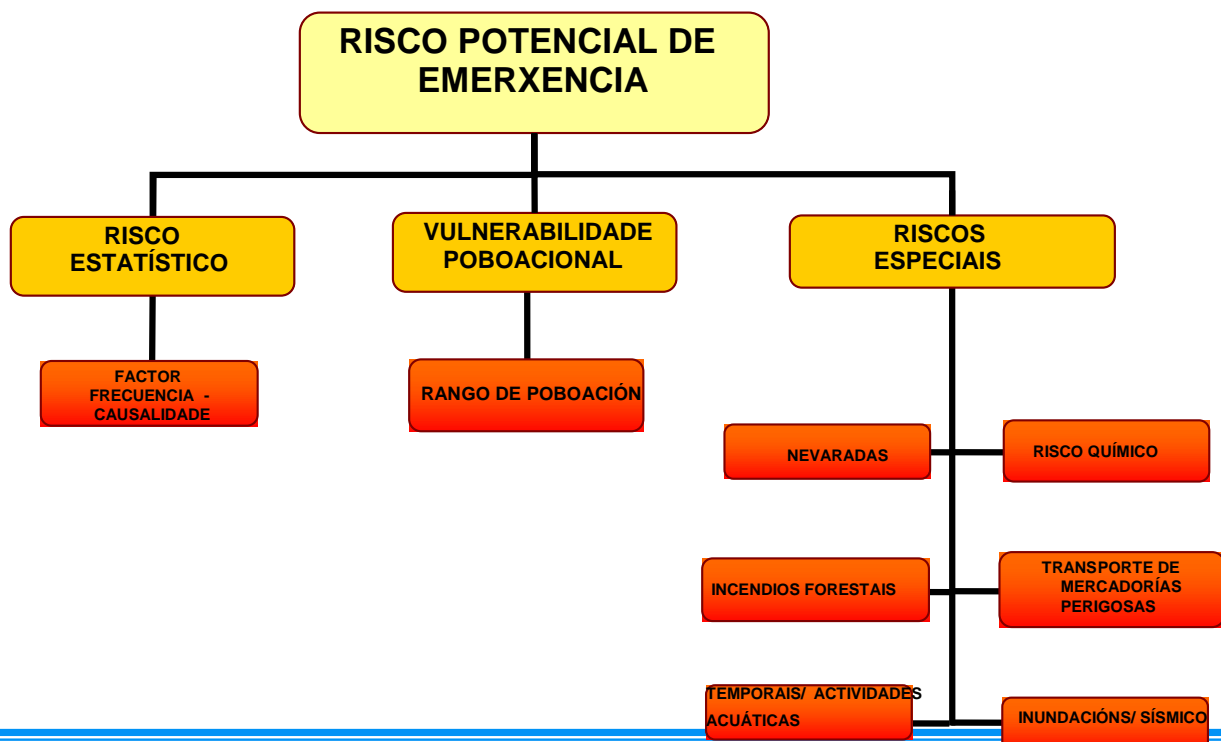 RISCO POTENCIAL DE
EMERXENCIA
RISCO
ESTATÍSTICO
VULNERABILIDADE
POBOACIONAL
RISCOS
ESPECIAIS
FACTOR
FRECUENCIA -
CAUSALIDADE
RANGO DE POBOACIÓN
NEVARADAS
RISCO QUÍMICO
INCENDIOS FORESTAIS
TRANSPORTE DE
MERCADORÍAS
PERIGOSAS
TEMPORAIS/ ACTIVIDADES
ACUÁTICAS
INUNDACIÓNS/ SÍSMICO